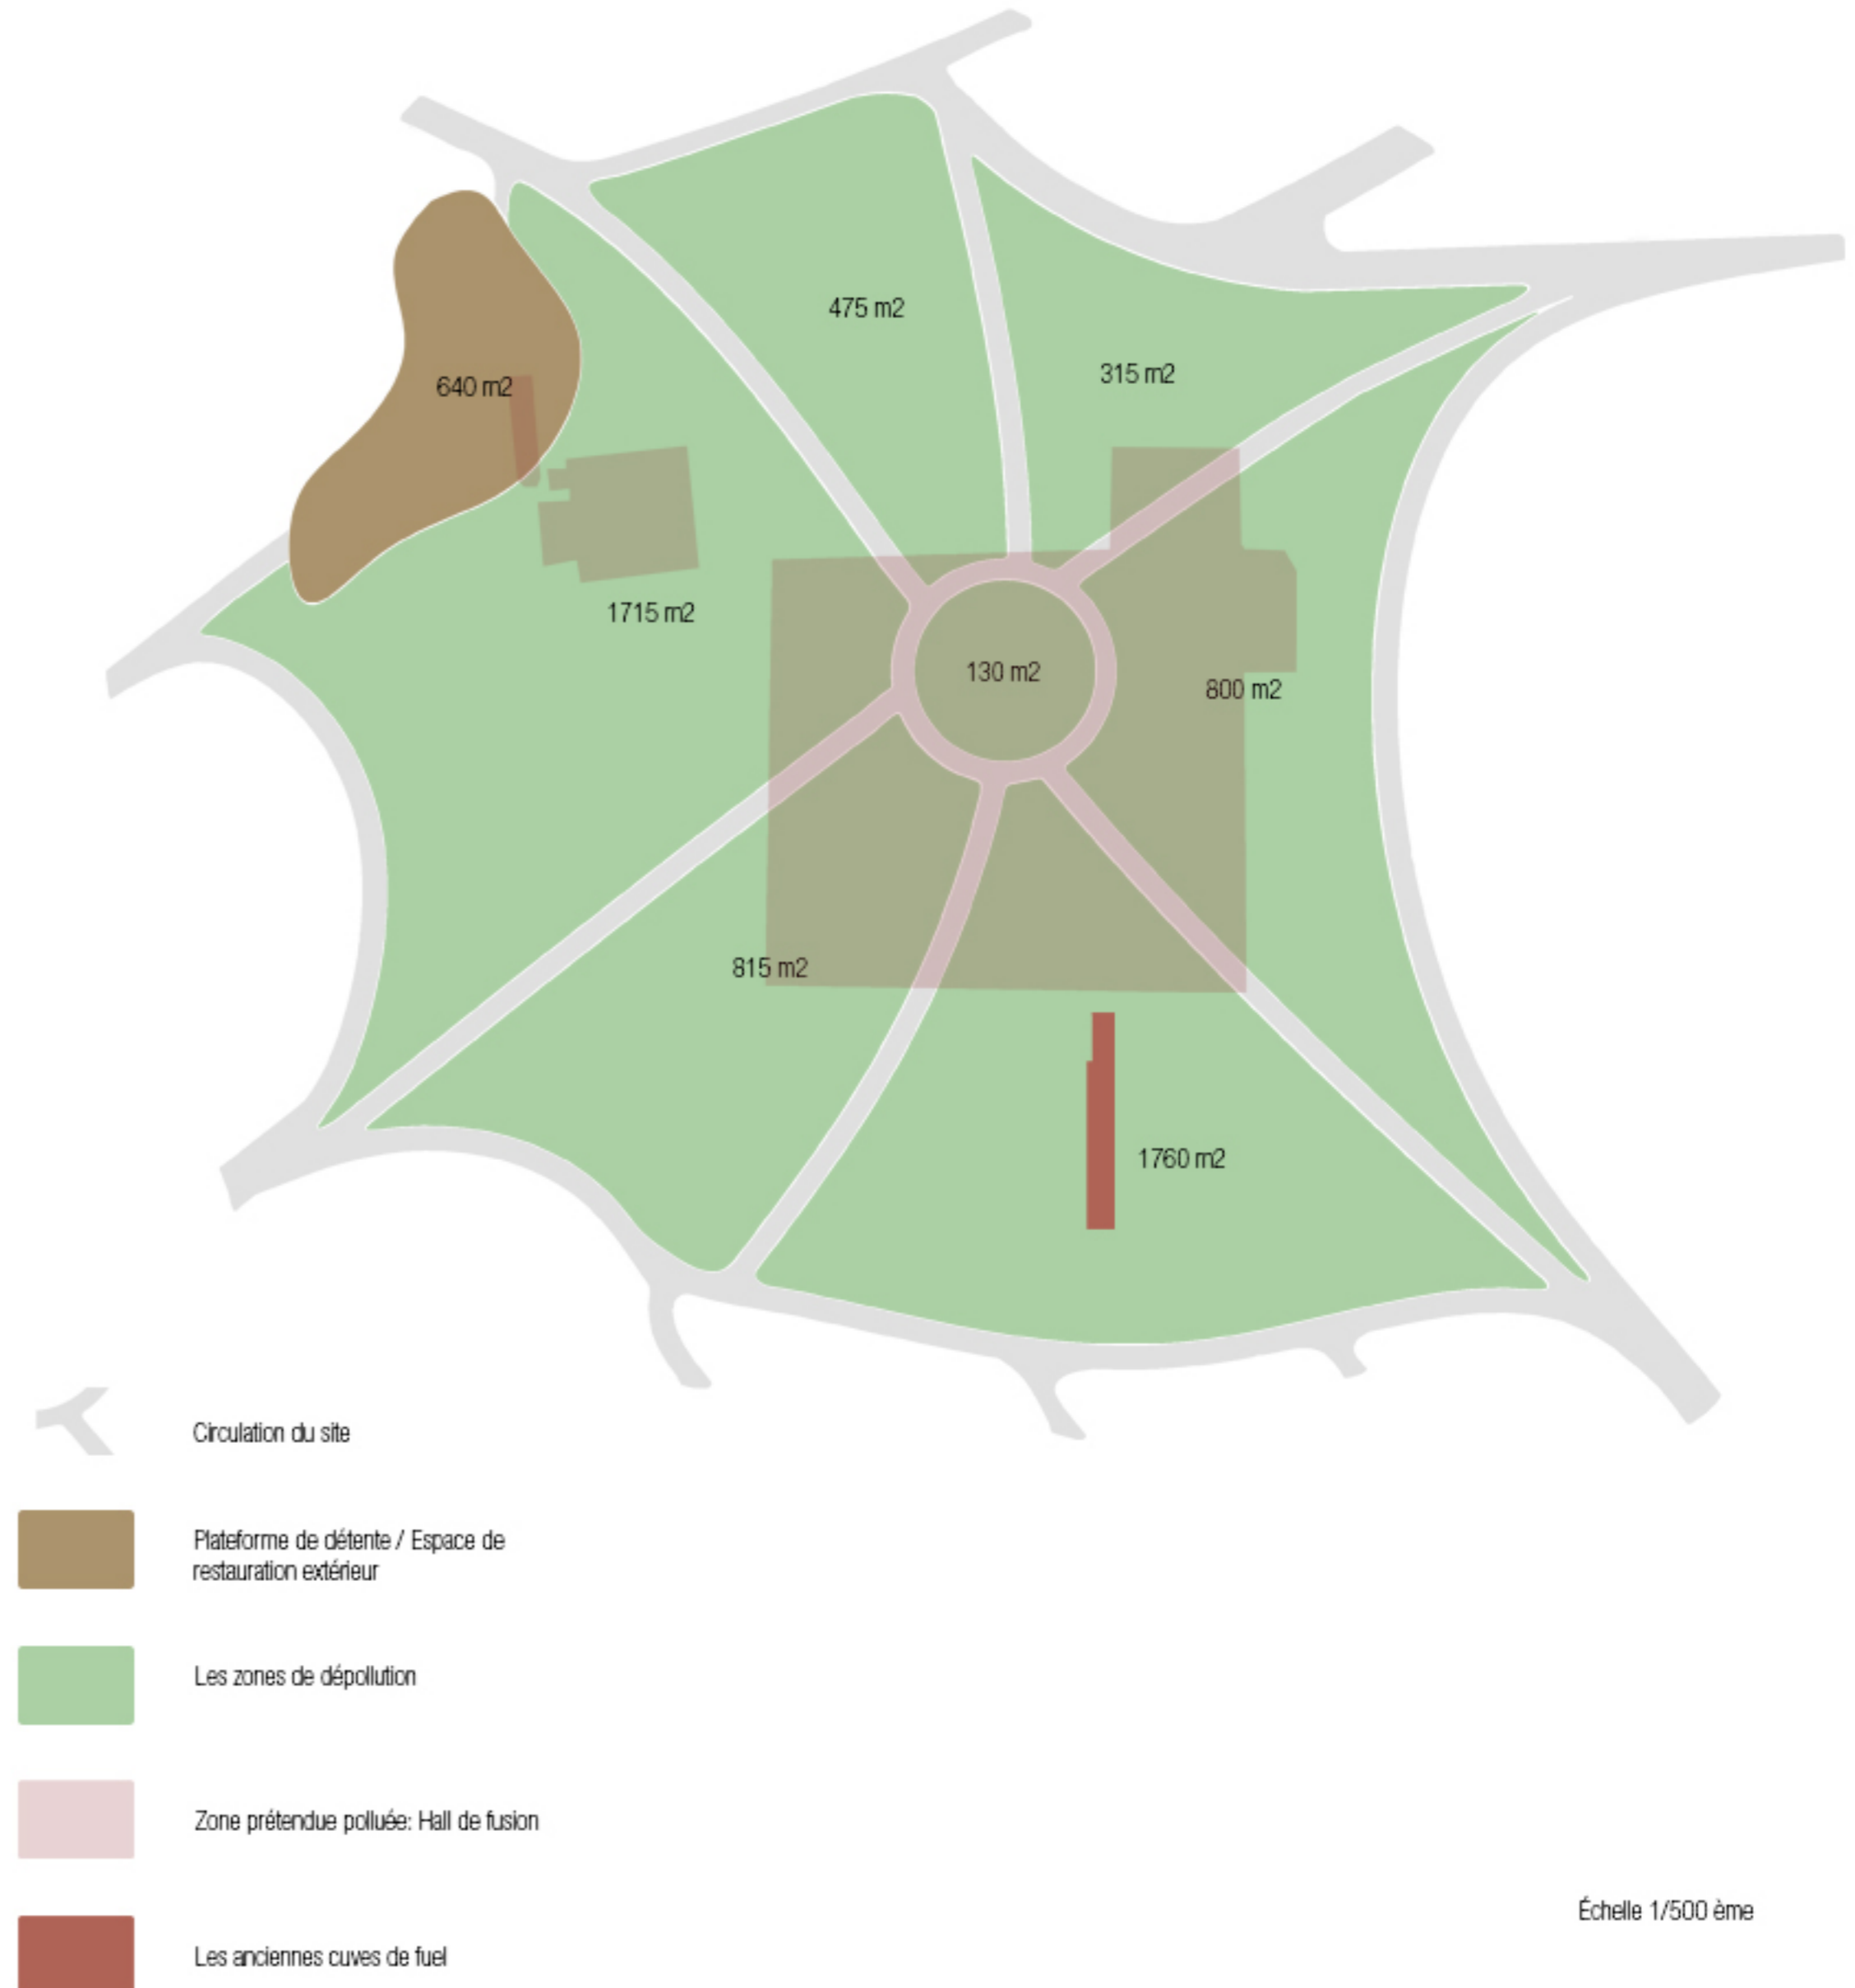 475 m2
315 m2
640 m2
1715 m2
130 m2
800 m2
815 m2
1760 m2
Circulation du site
Plateforme de détente / Espace de
restauration extérieur
Les zones de dépollution
Zone prétendue polluée: Hall de fusion
Échelle 1/500 ème
Les anciennes cuves de fuel